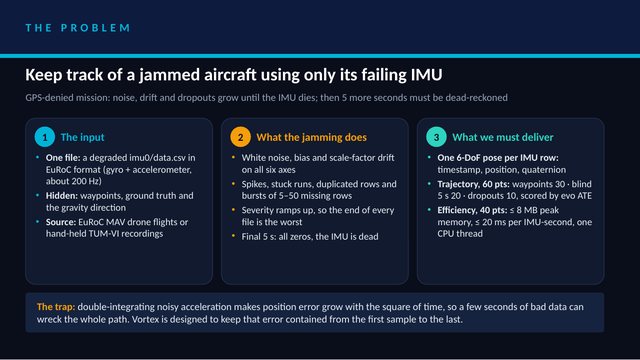 THE PROBLEM
Keep track of a jammed aircraft using only its failing IMU
GPS-denied mission: noise, drift and dropouts grow until the IMU dies; then 5 more seconds must be dead-reckoned
1 The input
• One file: a degraded imu0/data.csv in
EuRoC format (gyro + accelerometer,
about 200 Hz)
• Hidden: waypoints, ground truth and
the gravity direction
• Source: EuRoC MAV drone flights or
hand-held TUM-VI recordings
2 What the jamming does
• White noise, bias and scale-factor drift
on all six axes
• Spikes, stuck runs, duplicated rows and
bursts of 5–50 missing rows
• Severity ramps up, so the end of every
file is the worst
• Final 5 s: all zeros, the IMU is dead
3 What we must deliver
• One 6-DoF pose per IMU row:
timestamp, position, quaternion
• Trajectory, 60 pts: waypoints 30 · blind
5 s 20 · dropouts 10, scored by evo ATE
• Efficiency, 40 pts: ≤ 8 MB peak
memory, ≤ 20 ms per IMU-second, one
CPU thread
The trap: double-integrating noisy acceleration makes position error grow with the square of time, so a few seconds of bad data can
wreck the whole path. Vortex is designed to keep that error contained from the first sample to the last.